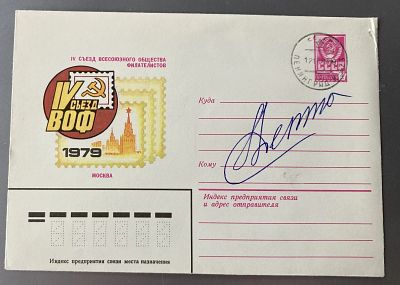 IV СЪЕЗД ВСЕСОЮЗНОГО ОБЩЕСТВА
ФИЛАТЕЛИСТОВ
IV
СЪЕЗД
ВОФ
1979
МОСКВА
СССР
ЛЕНИНГРАД
Куда
Кому
Индекс предприятия связи
и адрес отправителя
Индекс предприятия связи места назначения